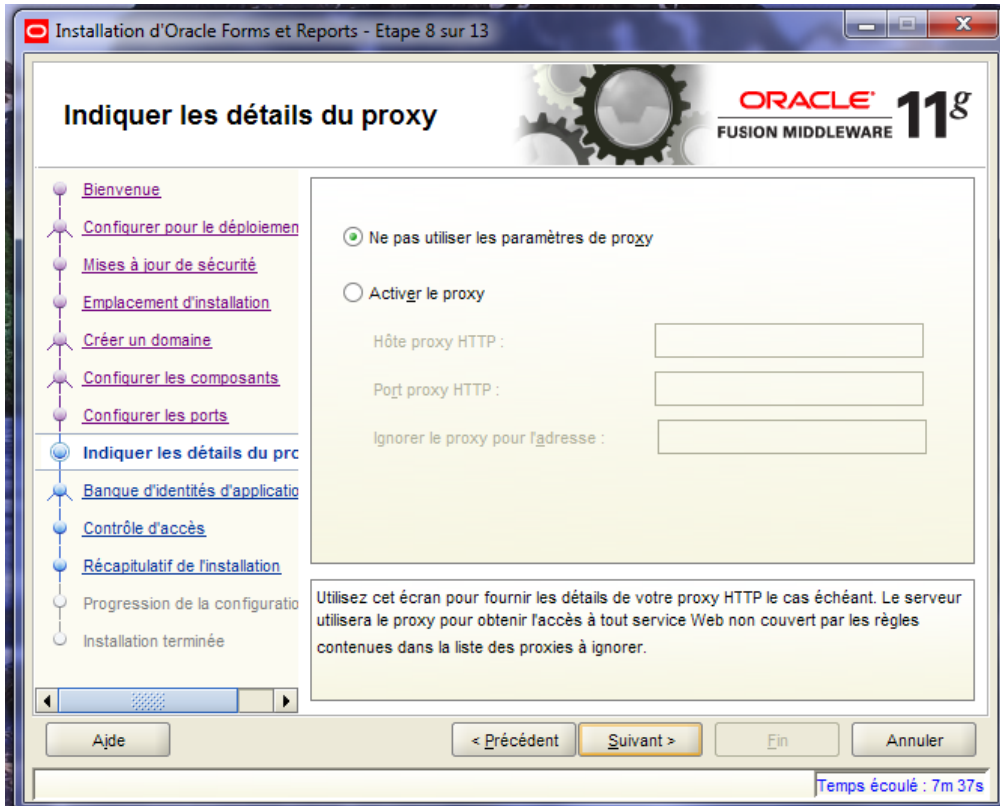 Installation d'Oracle Forms et Reports - Etape 8 sur 13
Indiquer les détails du proxy
ORACLE
FUSION MIDDLEWARE 11g
Bienvenue
Configurer pour le déploiemen
Mises à jour de sécurité
Emplacement d'installation
Créer un domaine
Configurer les composants
Configurer les ports
Indiquer les détails du pro
Banque d'identités d'applicatio
Contrôle d'accès
Récapitulatif de l'installation
Progression de la configuratio
Installation terminée
Ne pas utiliser les paramètres de proxy
Activer le proxy
Hôte proxy HTTP :
Port proxy HTTP :
Ignorer le proxy pour l'adresse :
Utilisez cet écran pour fournir les détails de votre proxy HTTP le cas échéant. Le serveur
utilisera le proxy pour obtenir l'accès à tout service Web non couvert par les règles
contenues dans la liste des proxies à ignorer.
Aide
< Précédent
Suivant >
Fin
Annuler
Temps écoulé : 7m 37s